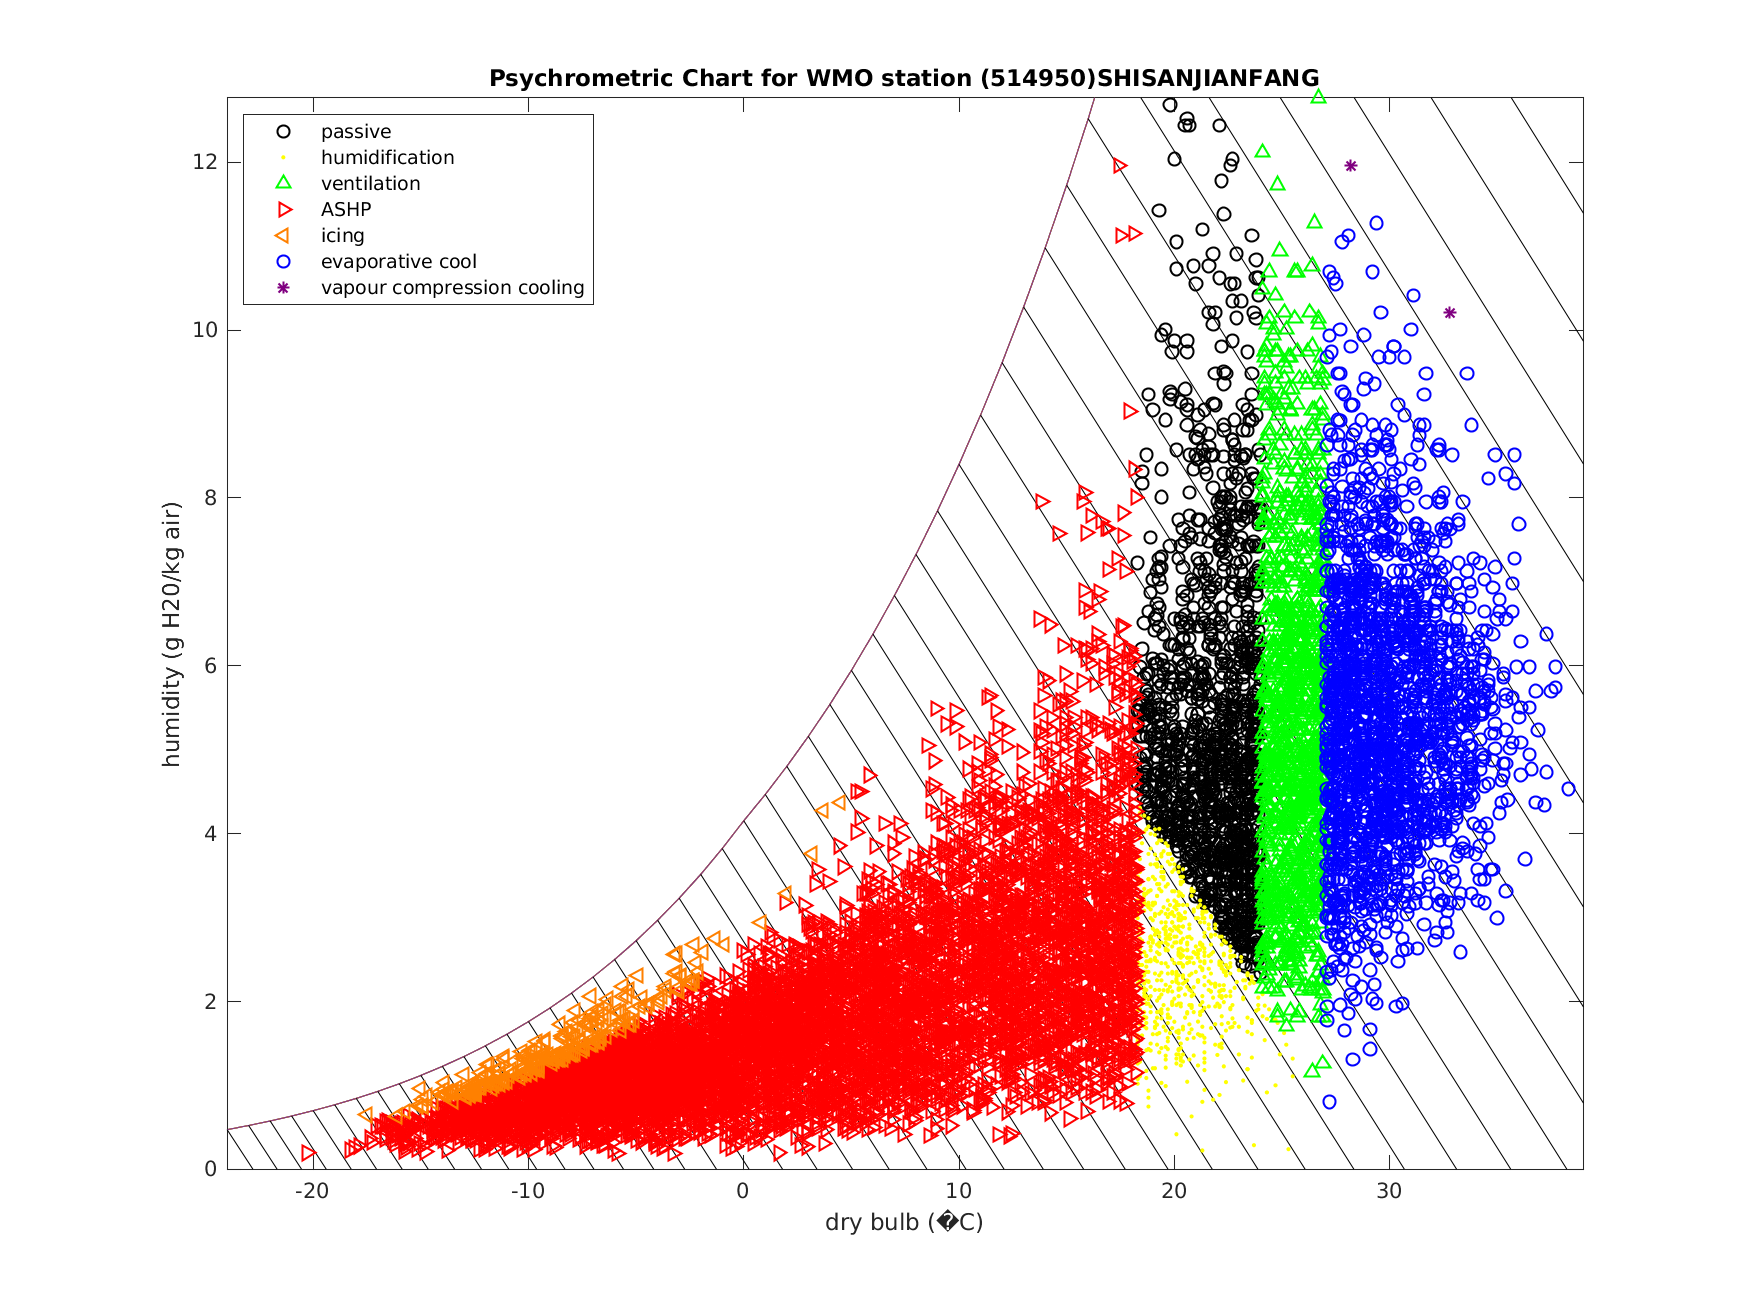 Psychrometric Chart for WMO station (514950)SHISANJIANFANG
passive
humidification
ventilation
ASHP
icing
evaporative cool
vapour compression cooling
humidity (g H20/kg air)
12
10
8
6
4
2
0
-20
-10
0
10
20
30
dry bulb (�C)